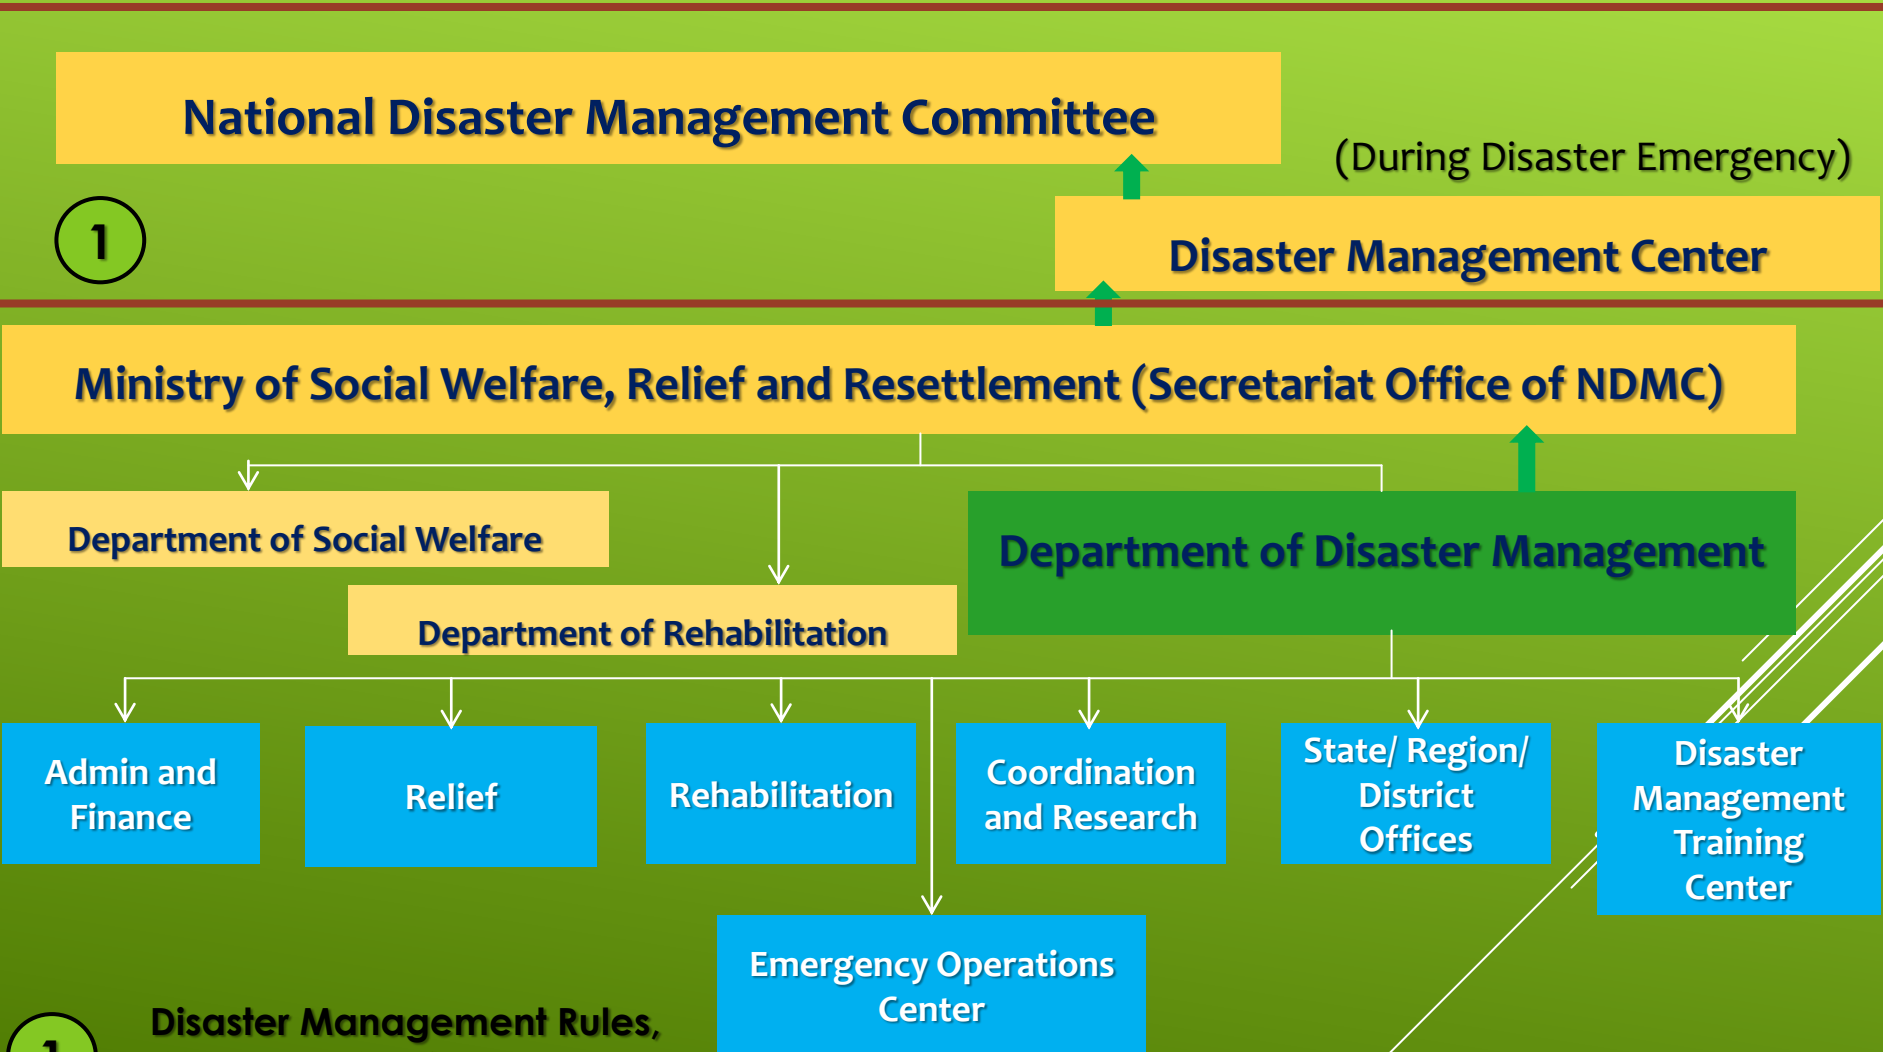 National Disaster Management Committee
(During Disaster Emergency)
1
Disaster Management Center
Ministry of Social Welfare, Relief and Resettlement (Secretariat Office of NDMC)
Department of Social Welfare
Department of Disaster Management
Department of Rehabilitation
Admin and
Finance
Relief
Rehabilitation
Coordination
and Research
State/ Region/
District
Offices
Disaster
Management
Training
Center
Emergency Operations
Center
1
Disaster Management Rules,